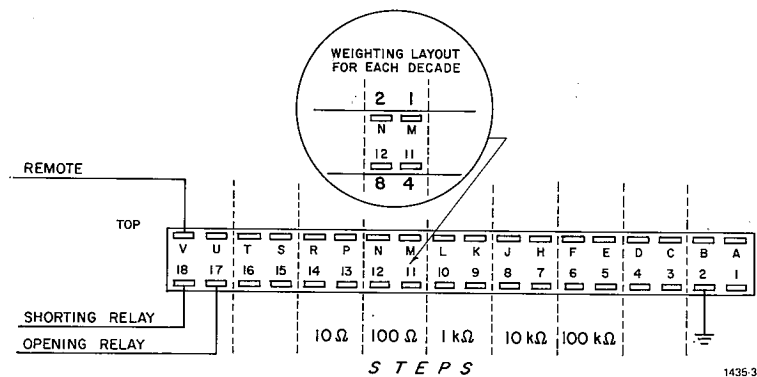 WEIGHTING LAYOUT
FOR EACH DECADE
2 1
N M
12 11
8 4
REMOTE
TOP
V U T S R P N M L K J H F E D C B A
18 17 16 15 14 13 12 11 10 9 8 7 6 5 4 3 2 1
SHORTING RELAY
OPENING RELAY
10 Ω 100 Ω 1 kΩ 10 kΩ 100 kΩ
STEPS
1435-3